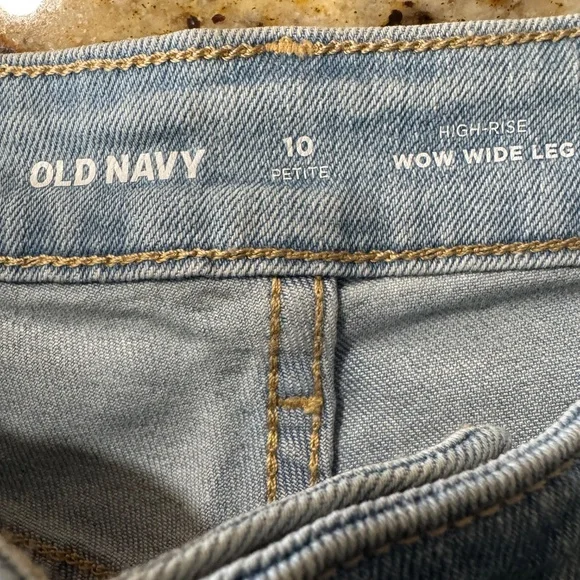 OLD NAVY
10
PETITE
HIGH-RISE
WOW WIDE LEG